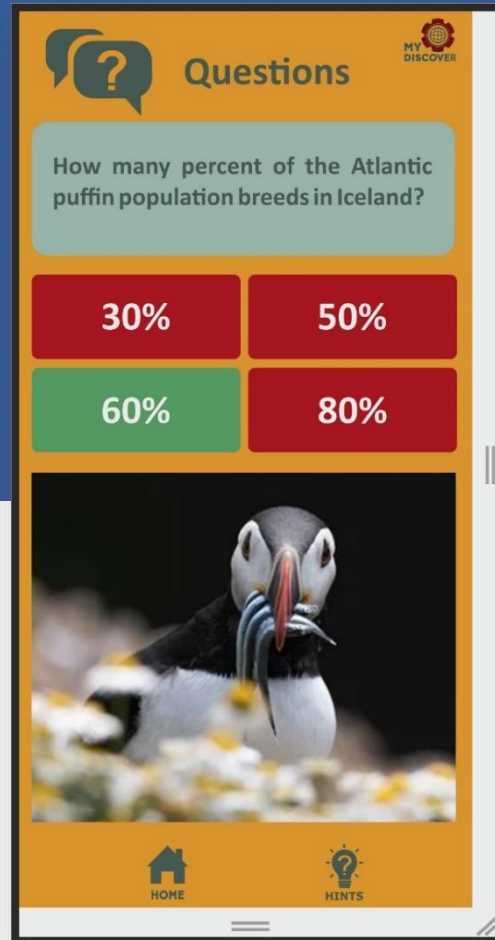 ?
Questions
MY
DISCOVER
How many percent of the Atlantic
puffin population breeds in Iceland?
30%
50%
60%
80%
HOME
?
HINTS